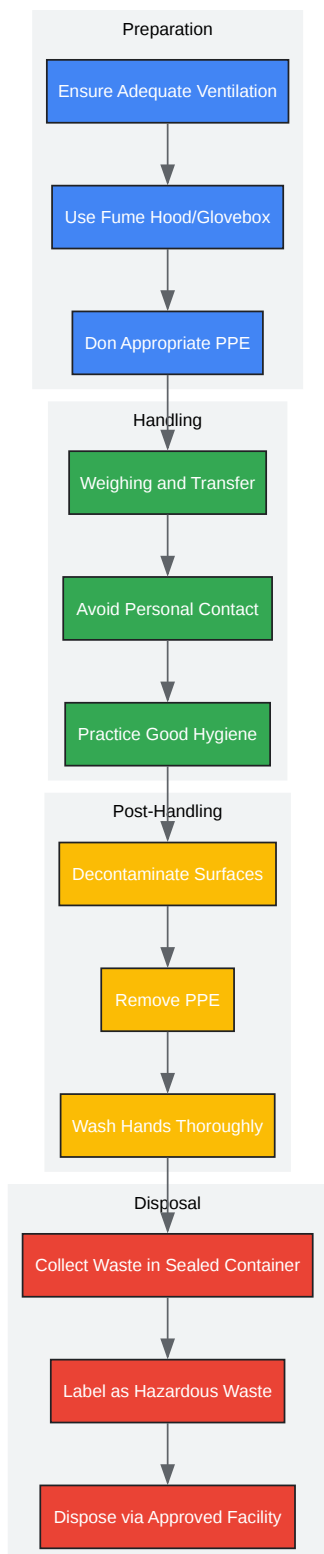 Preparation
Ensure Adequate Ventilation
Use Fume Hood/Glovebox
Don Appropriate PPE
Handling
Weighing and Transfer
Avoid Personal Contact
Practice Good Hygiene
Post-Handling
Decontaminate Surfaces
Remove PPE
Wash Hands Thoroughly
Disposal
Collect Waste in Sealed Container
Label as Hazardous Waste
Dispose via Approved Facility